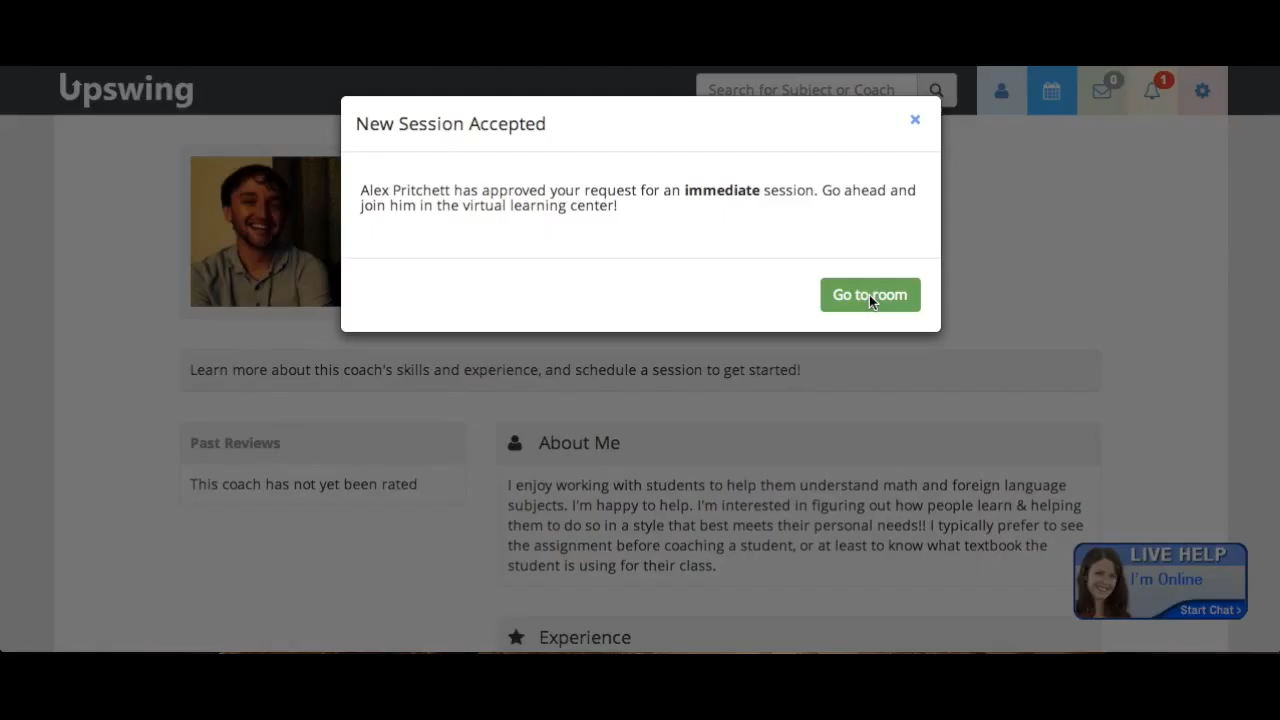 Upswing
Search for Subject or Coach
0
1
New Session Accepted
×
Alex Pritchett has approved your request for an immediate session. Go ahead and
join him in the virtual learning center!
Go to room
Learn more about this coach's skills and experience, and schedule a session to get started!
Past Reviews
This coach has not yet been rated
About Me
I enjoy working with students to help them understand math and foreign language
subjects. I'm happy to help. I'm interested in figuring out how people learn & helping
them to do so in a style that best meets their personal needs!! I typically prefer to see
the assignment before coaching a student, or at least to know what textbook the
student is using for their class.
LIVE HELP
I'm Online
Start Chat >
Experience